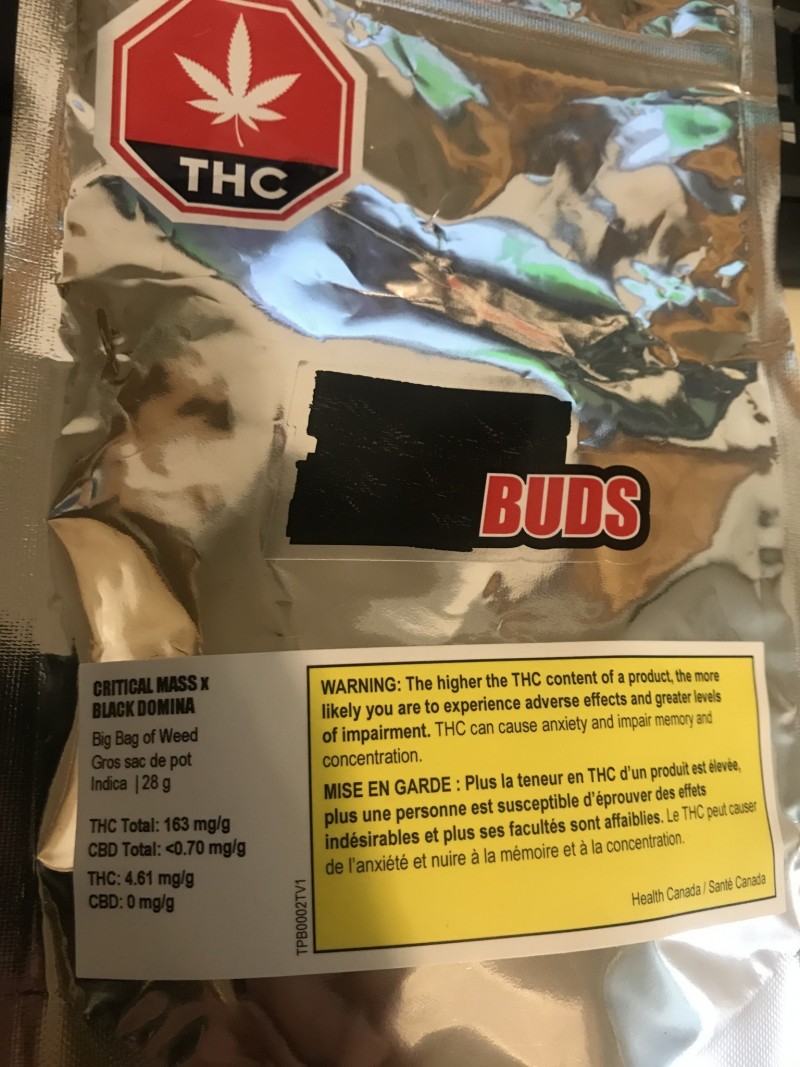 THC
BUDS
CRITICAL MASS x
BLACK DOMINA
Big Bag of Weed
Gros sac de pot
Indica | 28 g
THC Total: 163 mg/g
CBD Total: <0.70 mg/g
THC: 4.61 mg/g
CBD: 0 mg/g
TPB0002TV1
WARNING: The higher the THC content of a product, the more
likely you are to experience adverse effects and greater levels
of impairment. THC can cause anxiety and impair memory and
concentration.
MISE EN GARDE : Plus la teneur en THC d'un produit est élevée,
plus une personne est susceptible d'éprouver des effets
indésirables et plus ses facultés sont affaiblies. Le THC peut causer
de l'anxiété et nuire à la mémoire et à la concentration.
Health Canada / Santé Canada